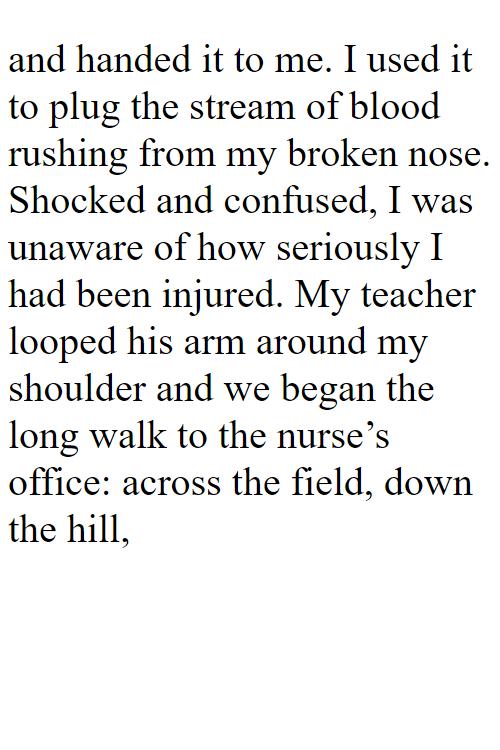 and handed it to me. I used it
to plug the stream of blood
rushing from my broken nose.
Shocked and confused, I was
unaware of how seriously I
had been injured. My teacher
looped his arm around my
shoulder and we began the
long walk to the nurse’s
office: across the field, down
the hill,